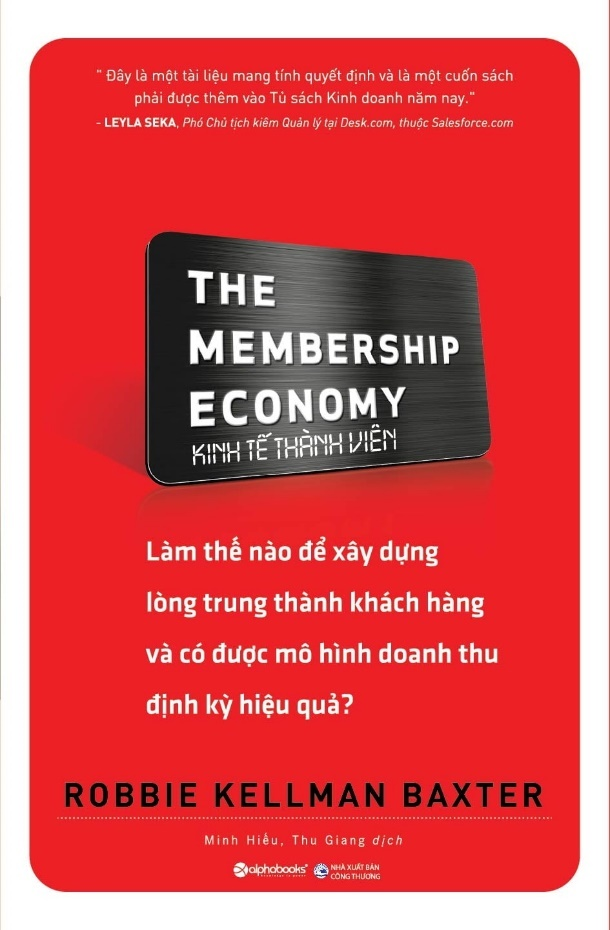 " Đây là một tài liệu mang tính quyết định và là một cuốn sách
phải được thêm vào Tủ sách Kinh doanh năm nay."
- LEYLA SEKA, Phó Chủ tịch kiêm Quản lý tại Desk.com, thuộc Salesforce.com
THE
MEMBERSHIP
ECONOMY
KINH TẾ THÀNH VIÊN
Làm thế nào để xây dựng
lòng trung thành khách hàng
và có được mô hình doanh thu
định kỳ hiệu quả?
ROBBIE KELLMAN BAXTER
Minh Hiếu, Thu Giang dịch
alphabooks®
knowledge is power
NHÀ XUẤT BẢN
CÔNG THƯƠNG